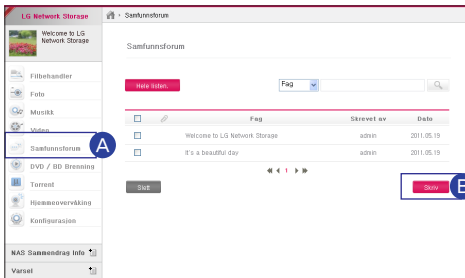 LG Network Storage
Samfunnsforum
Welcome to LG
Network Storage
Samfunnsforum
Filbehandler
Foto
Musikk
Video
Samfunnsforum
A
DVD / BD Brenning
Torrent
Hjemmeovervåking
Konfigurasjon
NAS Sammendrag Info
Varsel
Hele listen.
Fag
Fag
Skrevet av
Dato
Welcome to LG Network Storage
admin
2011.05.19
It's a beautiful day
admin
2011.05.19
1
Slett
Skriv
B